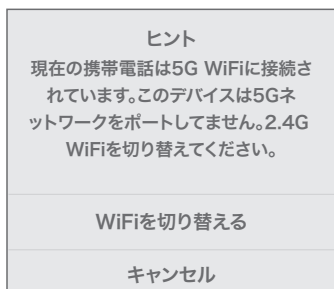 ヒント
現在の携帯電話は5G WiFiに接続さ
れています。このデバイスは5Gネ
ットワークをポートしてません。2.4G
WiFiを切り替えてください。
WiFiを切り替える
キャンセル